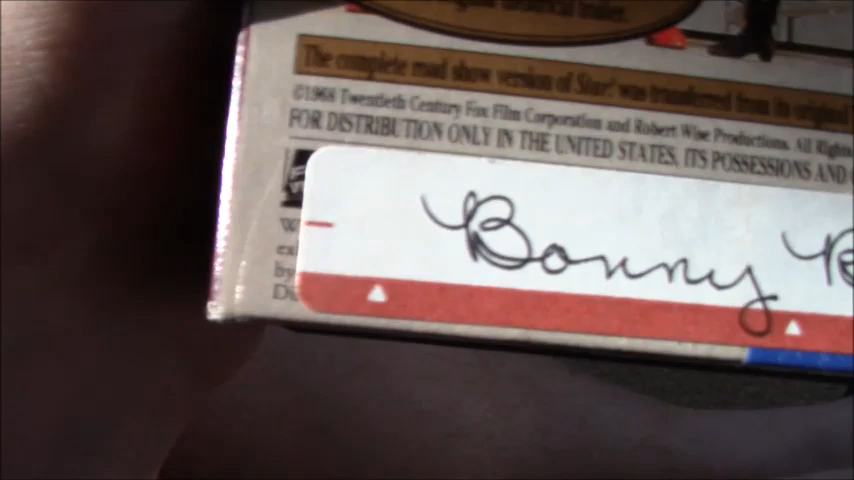 The complete road show version of Star! was transferred from its original
©1968 Twentieth Century Fox Film Corporation and Robert Wise Productions. All Rights
FOR DISTRIBUTION ONLY IN THE UNITED STATES, ITS POSSESSIONS AND
Bonny B